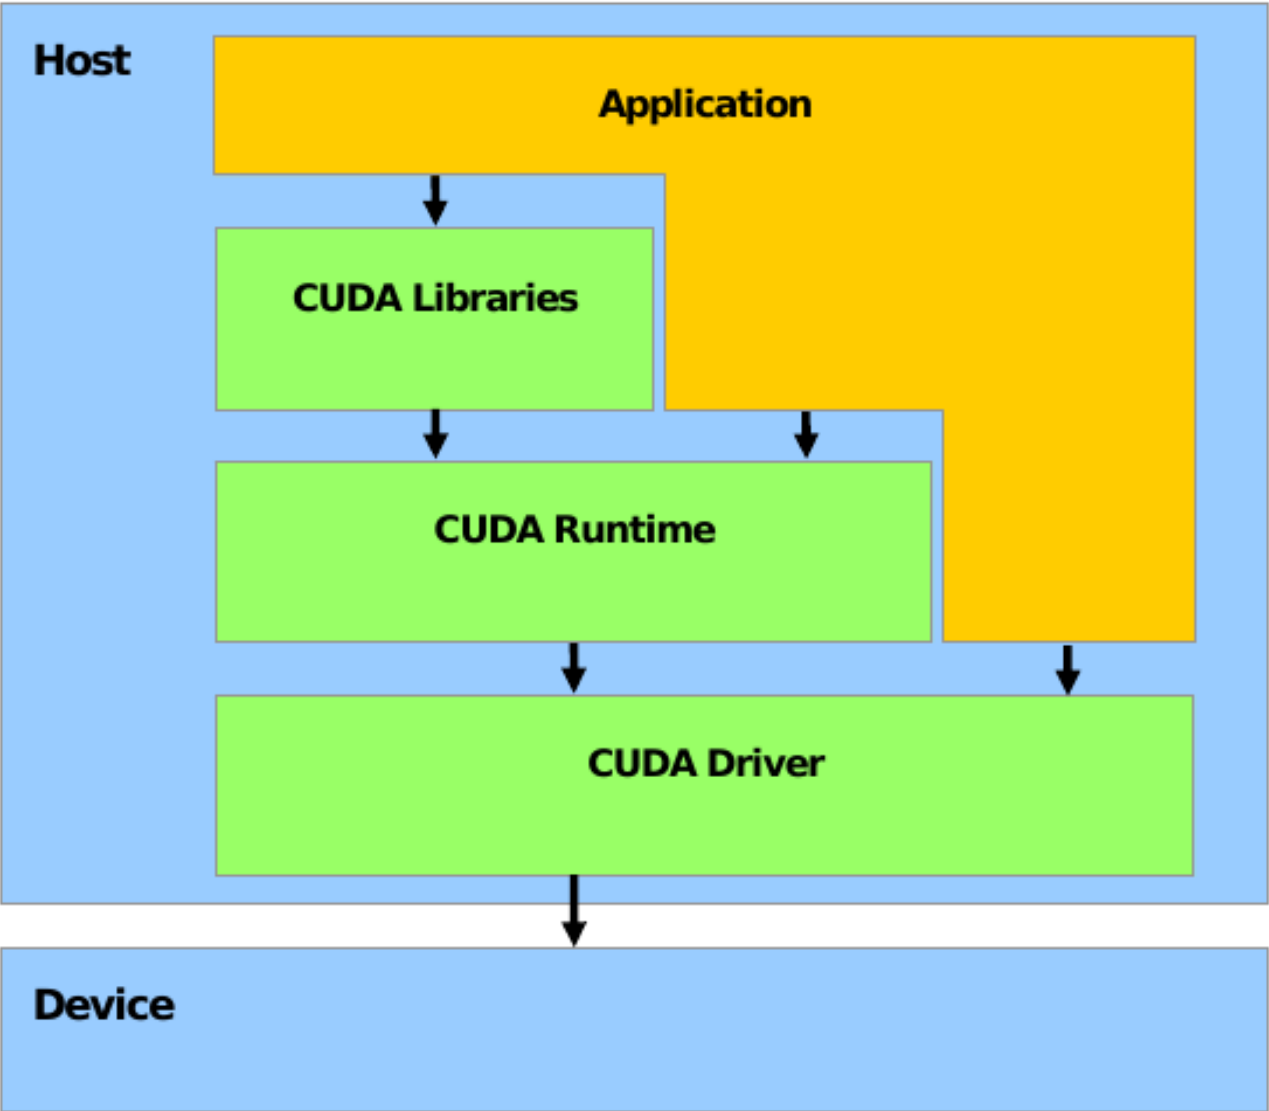 Host
Application
CUDA Libraries
CUDA Runtime
CUDA Driver
Device